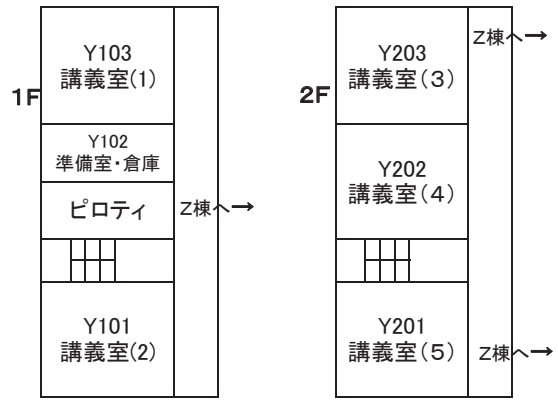 1F
Y103
講義室(1)
Y102
準備室・倉庫
ピロティ
Z棟へ→
Y101
講義室(2)
2F
Z棟へ→
Y203
講義室(3)
Y202
講義室(4)
Y201
講義室(5)
Z棟へ→